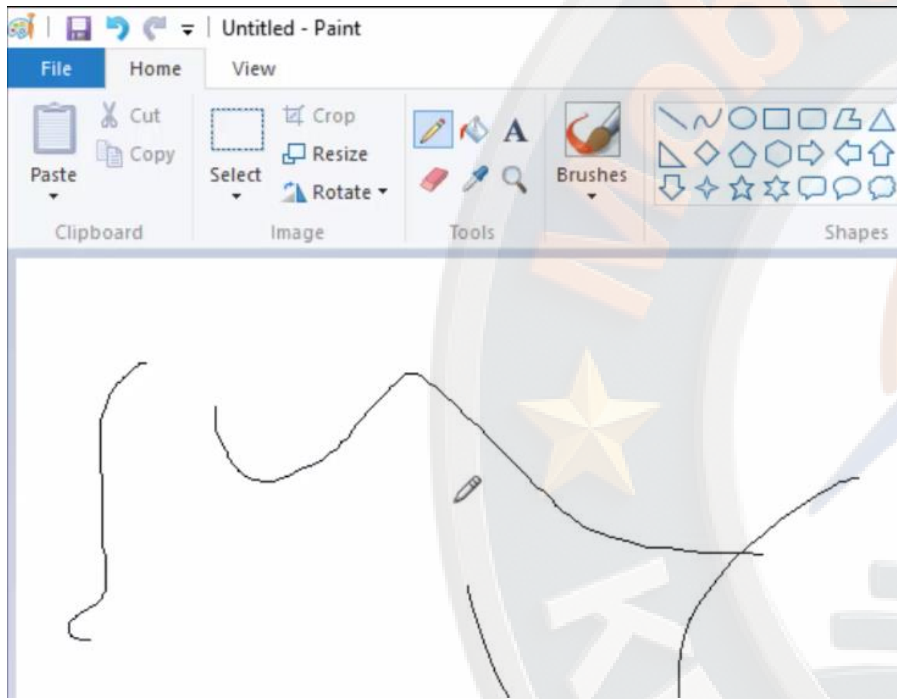 Untitled - Paint
File Home View
Cut
Crop
Copy
Resize
Paste
Select
Rotate
A
Brushes
Clipboard
Image
Tools
Shapes